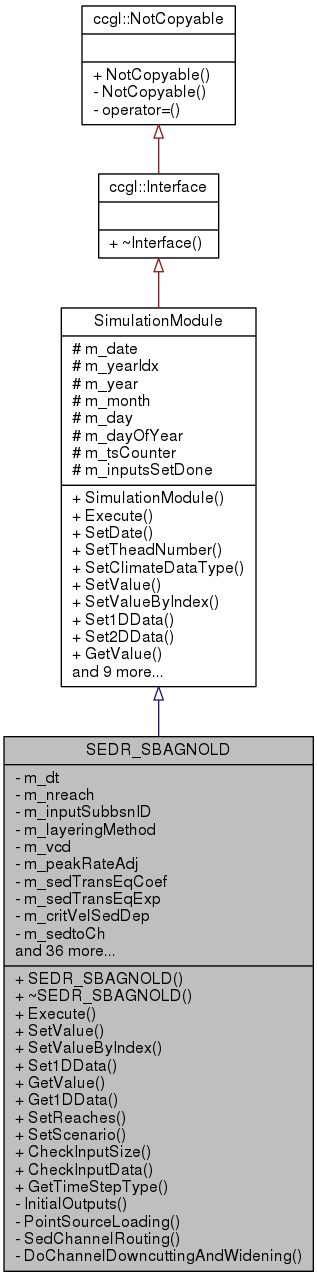 ccgl::NotCopyable
+ NotCopyable()
- NotCopyable()
- operator=()
ccgl::Interface
+ ~Interface()
SimulationModule
# m_date
# m_yearIdx
# m_year
# m_month
# m_day
# m_dayOfYear
# m_tsCounter
# m_inputsSetDone
+ SimulationModule()
+ Execute()
+ SetDate()
+ SetTheadNumber()
+ SetClimateDataType()
+ SetValue()
+ SetValueByIndex()
+ Set1DData()
+ Set2DData()
+ GetValue()
and 9 more...
SEDR_SBAGNOLD
- m_dt
- m_nreach
- m_inputSubbsnID
- m_layeringMethod
- m_vcd
- m_peakRateAdj
- m_sedTransEqCoef
- m_sedTransEqExp
- m_critVelSedDep
- m_sedtoCh
and 36 more...
+ SEDR_SBAGNOLD()
+ ~SEDR_SBAGNOLD()
+ Execute()
+ SetValue()
+ SetValueByIndex()
+ Set1DData()
+ GetValue()
+ Get1DData()
+ SetReaches()
+ SetScenario()
+ CheckInputSize()
+ CheckInputData()
+ GetTimeStepType()
- InitialOutputs()
- PointSourceLoading()
- SedChannelRouting()
- DoChannelDowncuttingAndWidening()